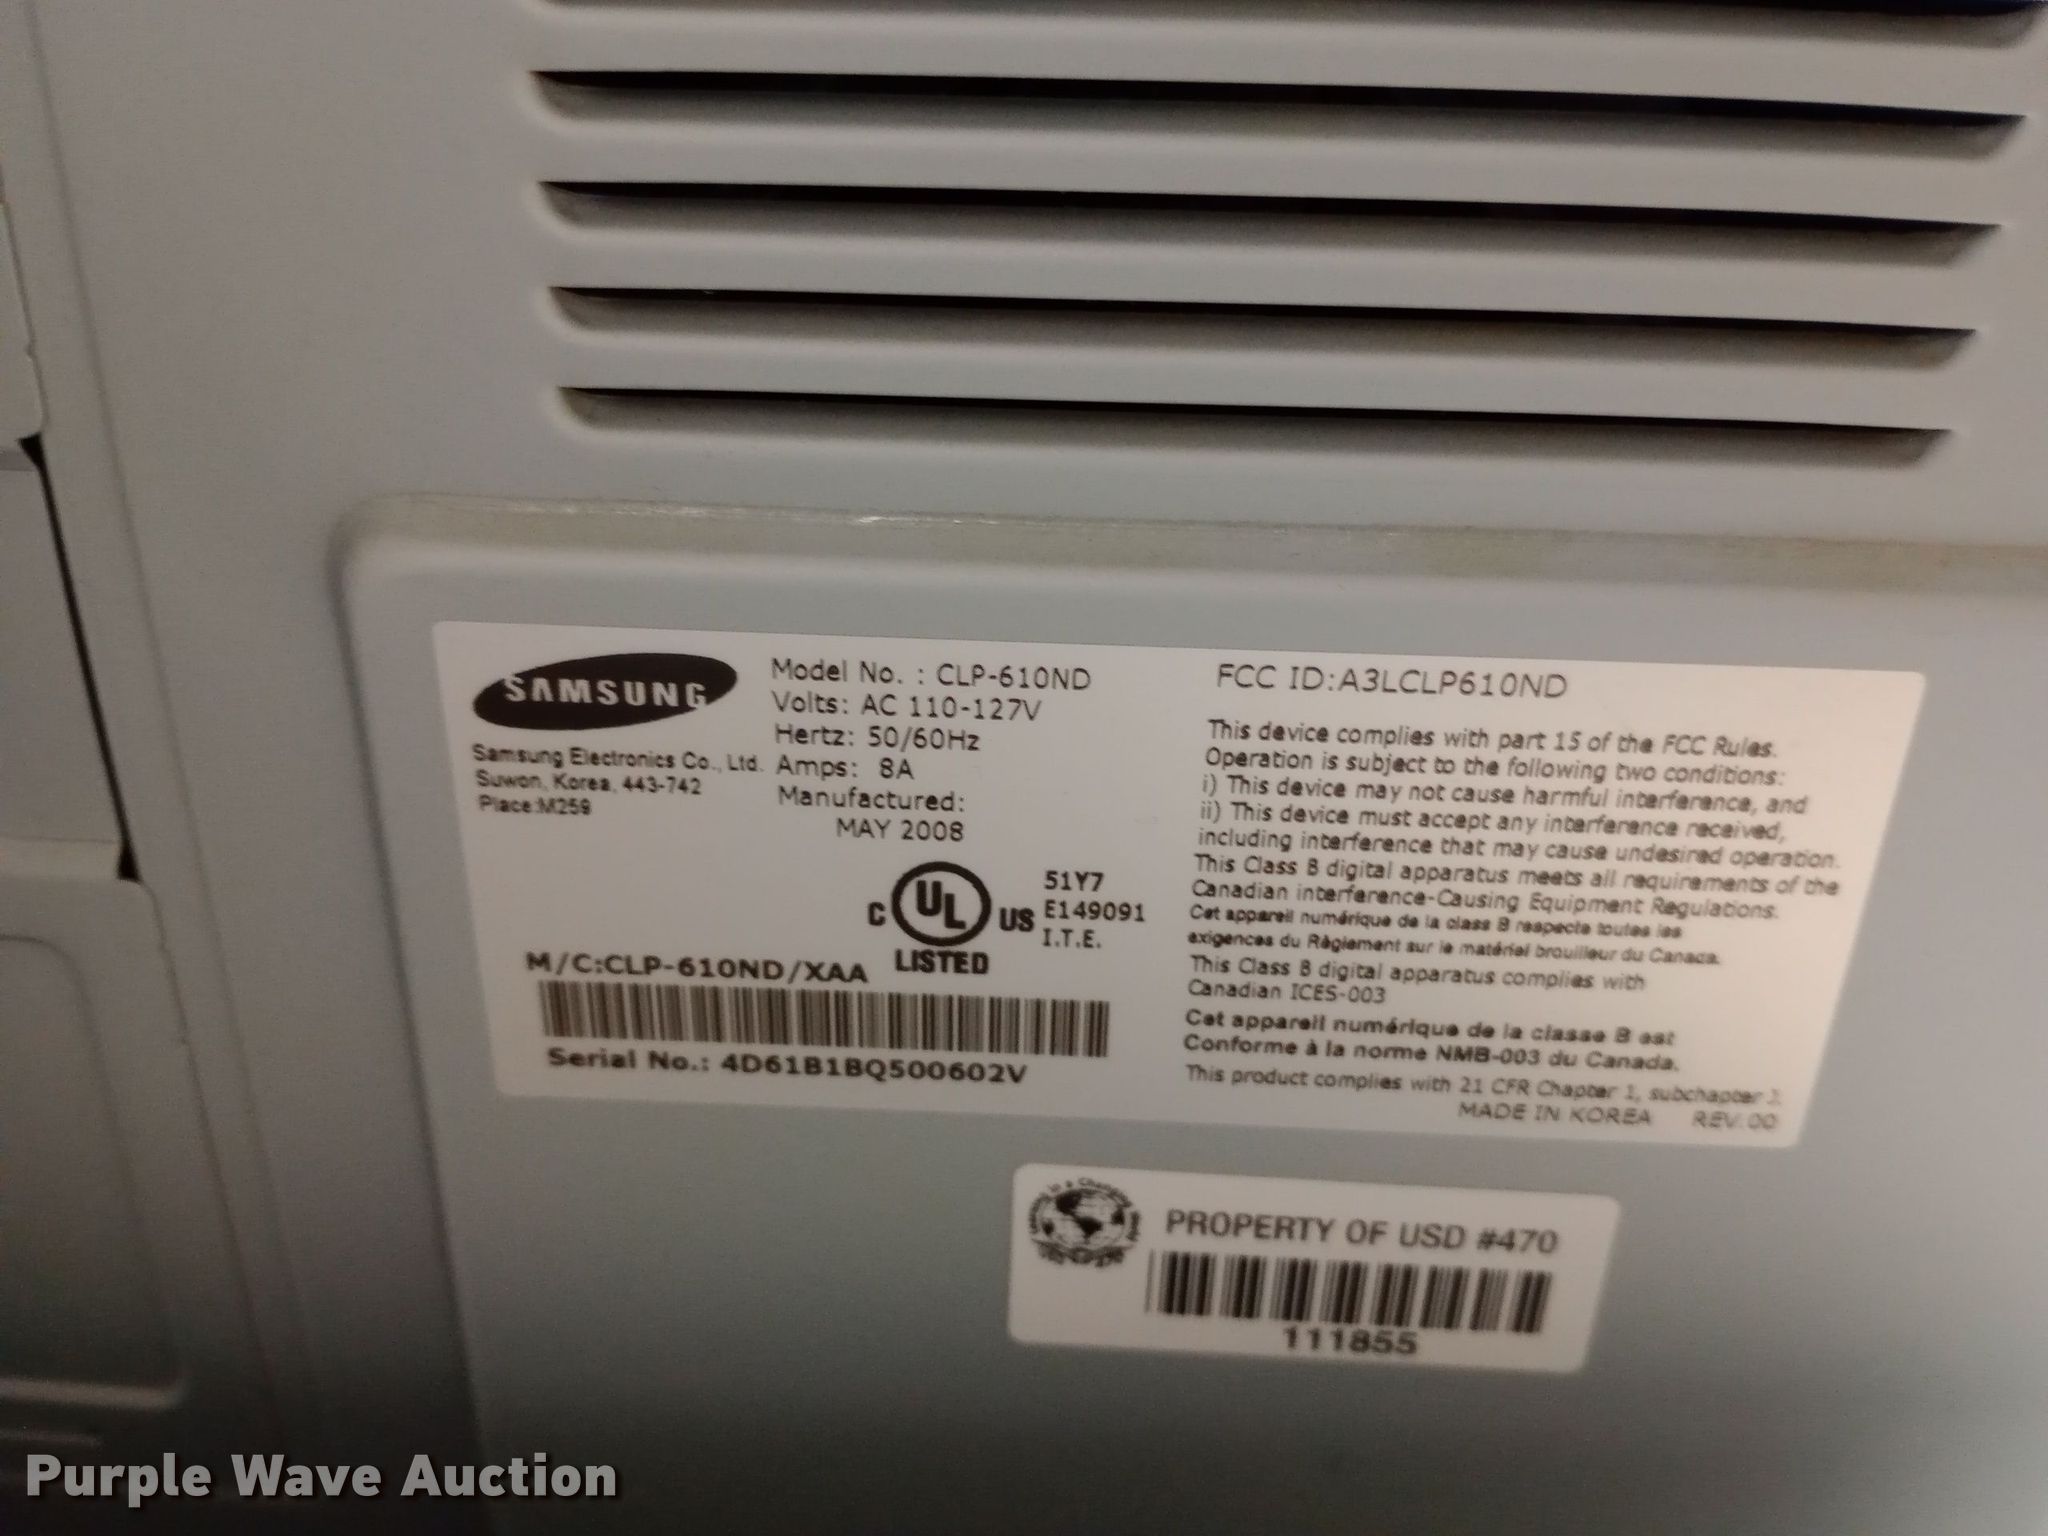 SAMSUNG
Samsung Electronics Co., Ltd.
Suwon, Korea, 443-742
Place:M259
Model No. : CLP-610ND
Volts: AC 110-127V
Hertz: 50/60Hz
Amps: 8A
Manufactured:
MAY 2008
C UL US
LISTED
51Y7
E149091
I.T.E.
M/C:CLP-610ND/XAA
Serial No.: 4D61B1BQ500602V
FCC ID:A3LCLP610ND
This device complies with part 15 of the FCC Rules.
Operation is subject to the following two conditions:
i) This device may not cause harmful interference, and
ii) This device must accept any interference received,
including interference that may cause undesired operation.
This Class B digital apparatus meets all requirements of the
Canadian interference-Causing Equipment Regulations.
Cet appareil numérique de la class B respecte toutes les
exigences du Règlement sur le matériel brouilleur du Canada.
This Class B digital apparatus complies with
Canadian ICES-003
Cet appareil numérique de la classe B est
Conforme à la norme NMB-003 du Canada.
This product complies with 21 CFR Chapter 1, subchapter
MADE IN KOREA REV.00
in a Changing
PROPERTY OF USD #470
111855
Purple Wave Auction